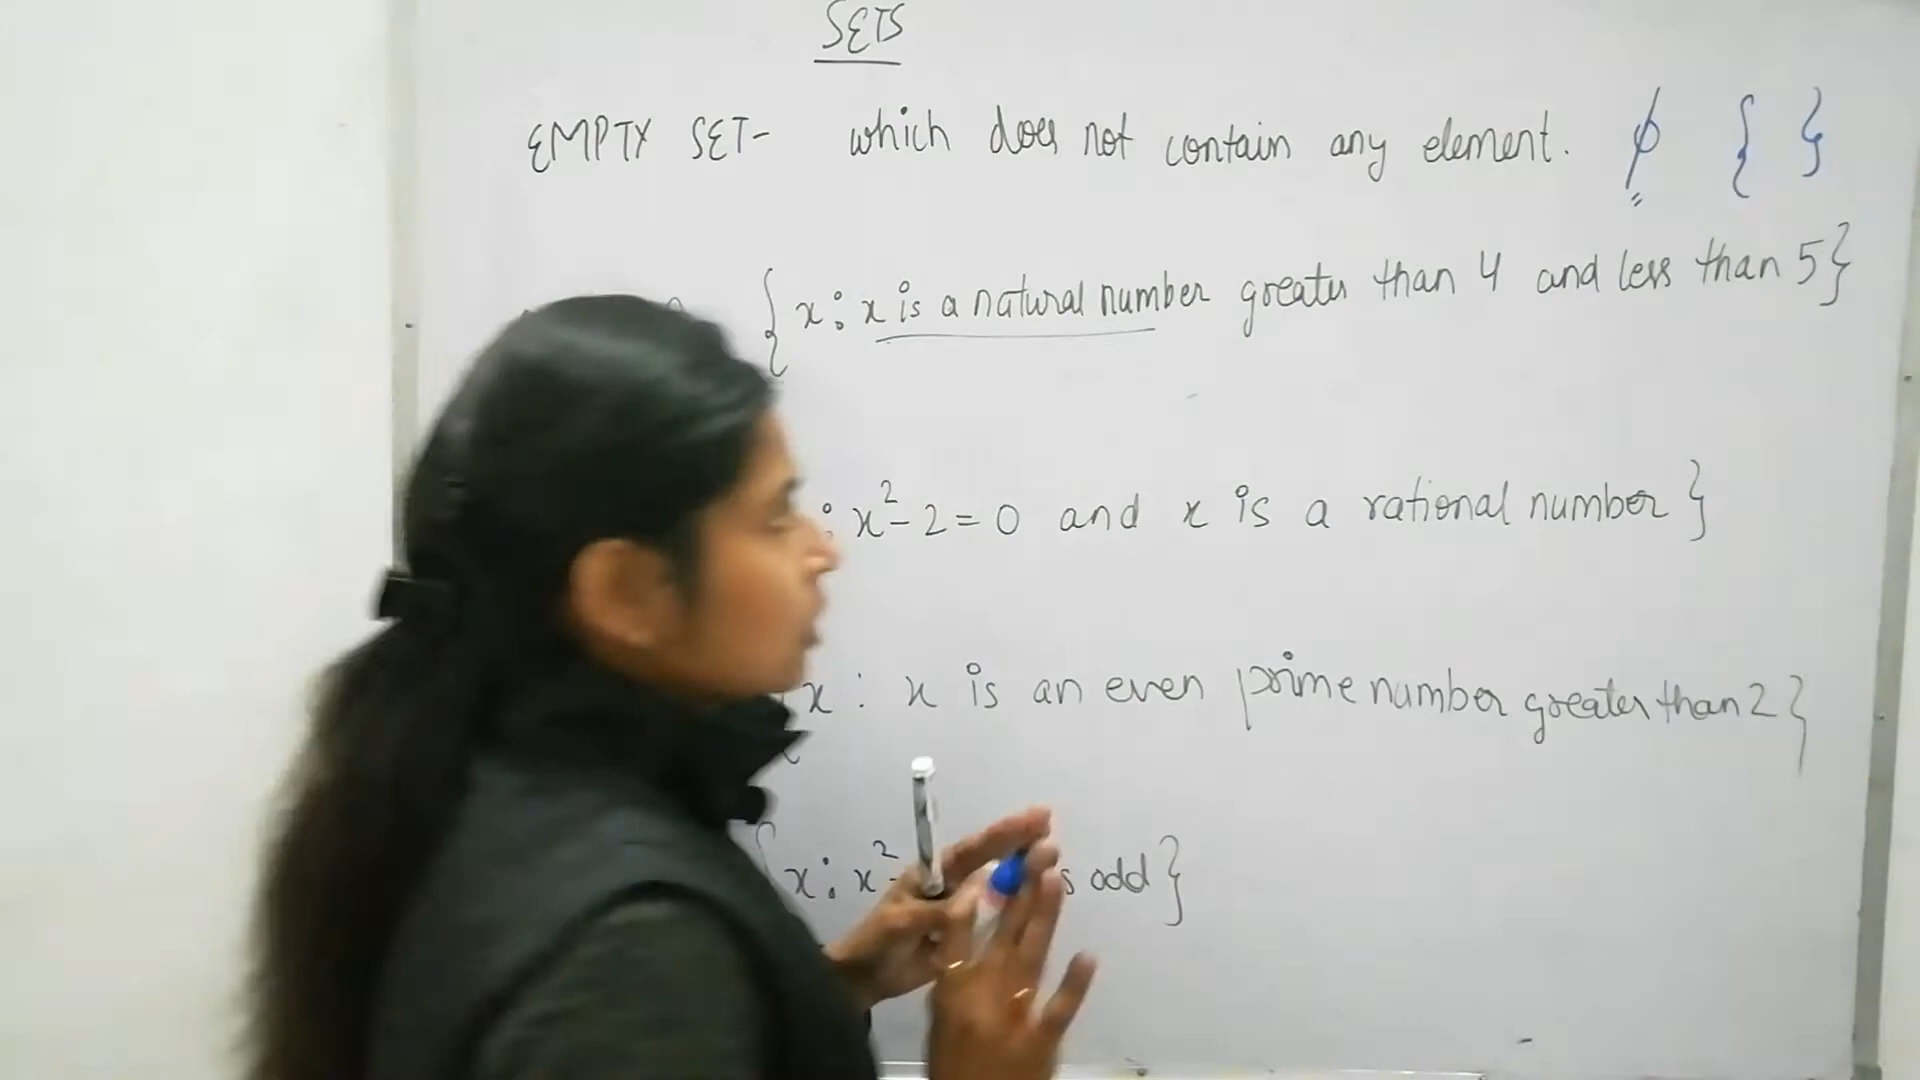 SETS
EMPTY SET- which does not contain any element. ϕ { }
{x : x is a natural number greater than 4 and less than 5}
: x²-2=0 and x is a rational number}
{x : x is an even prime number greater than 2}
{x : x² odd}